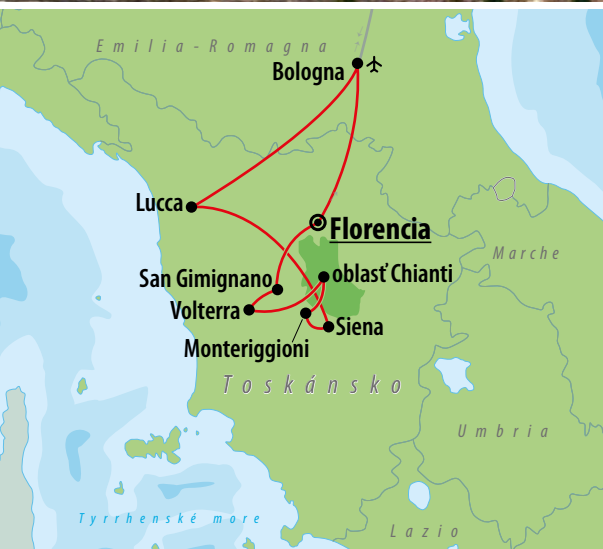 Emilia-Romagna
Bologna
Lucca
Florencia
Marche
San Gimignano
oblasť Chianti
Volterra
Siena
Monteriggioni
Toskánsko
Umbria
Tyrrhenské more
Lazio